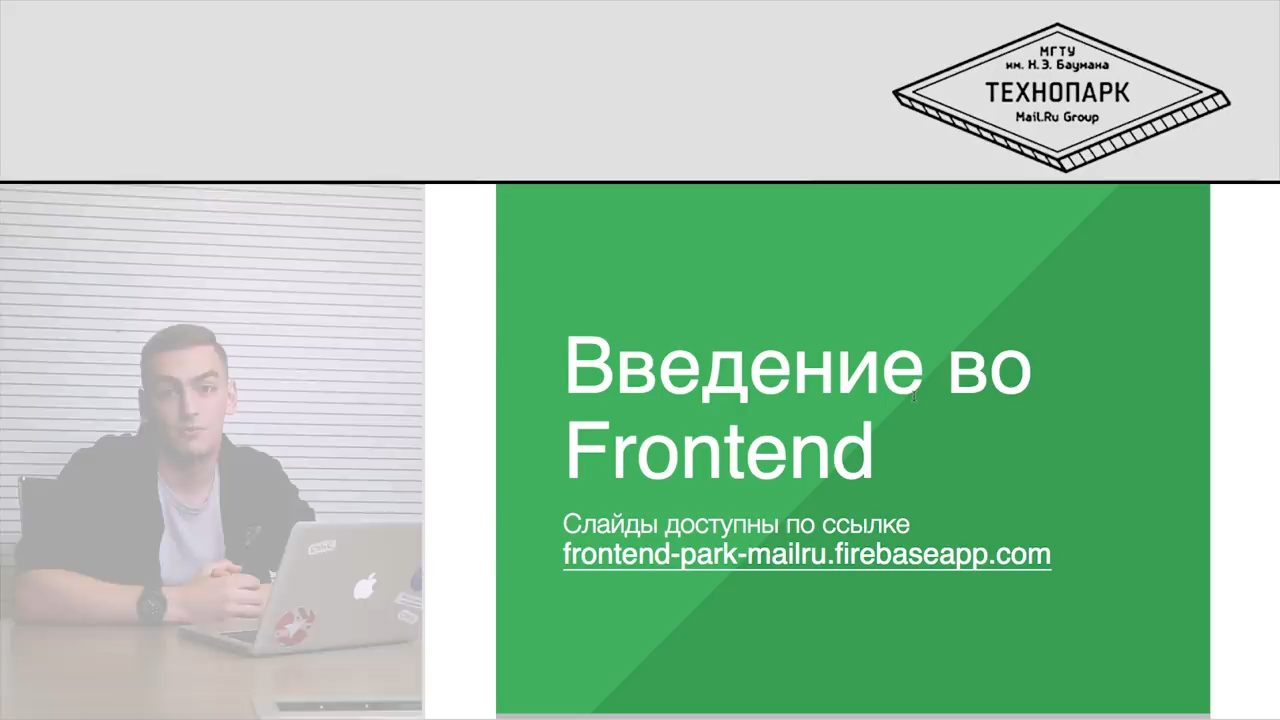 МГТУ
им. Н.Э. Баумана
ТЕХНОПАРК
Mail.Ru Group
Введение во
Frontend
Слайды доступны по ссылке
frontend-park-mailru.firebaseapp.com